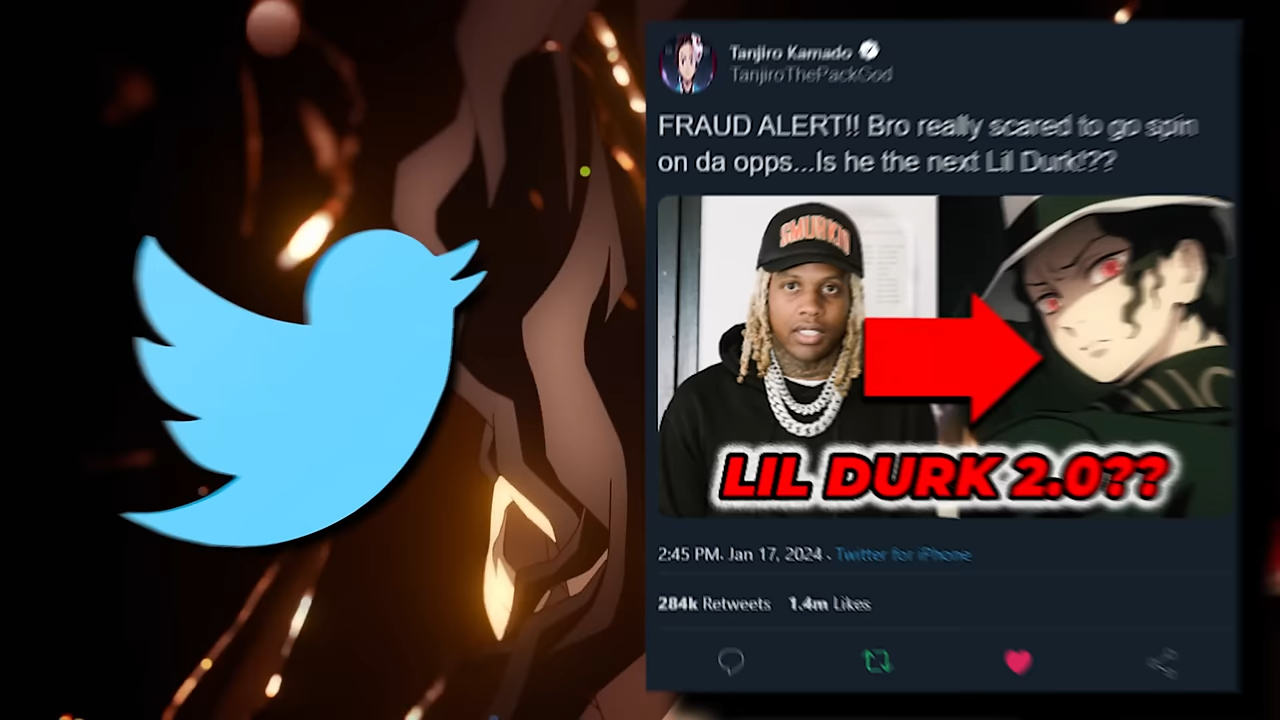 Tanjiro Kamado
TanjiroThePackGod
FRAUD ALERT!! Bro really scared to go spin
on da opps...Is he the next Lil Durk!??
SMURKIO
LIL DURK 2.0??
2:45 PM. Jan 17, 2024 . Twitter for iPhone
284k Retweets 1.4m Likes